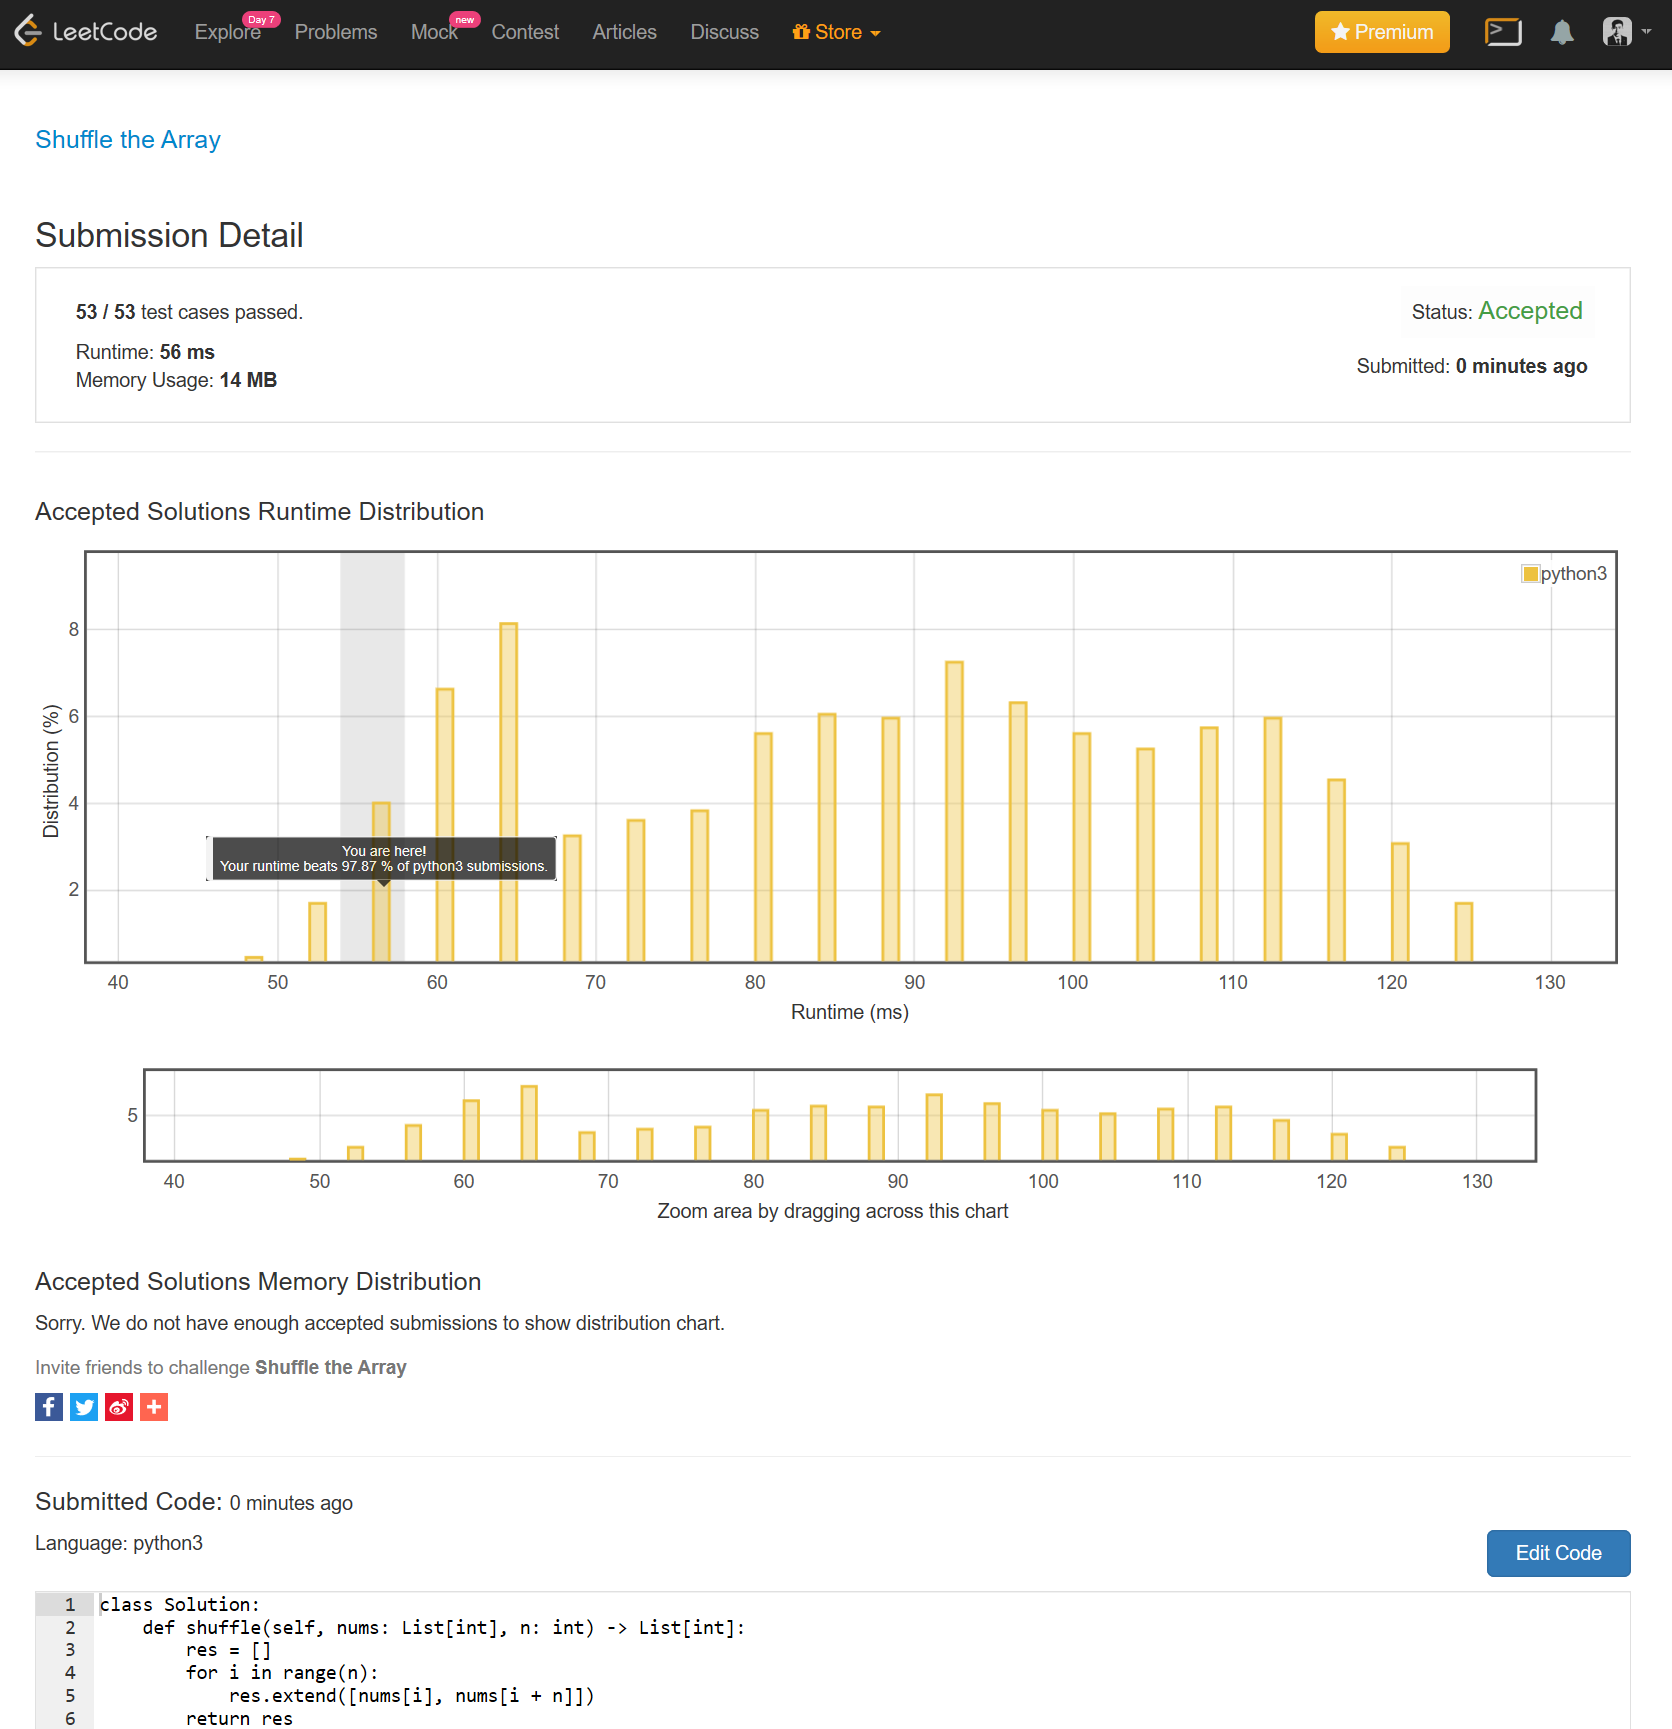 LeetCode
Explore Day 7 Problems Mock new Contest Articles Discuss Store Premium
Shuffle the Array
Submission Detail
53 / 53 test cases passed.
Status: Accepted
Runtime: 56 ms
Submitted: 0 minutes ago
Memory Usage: 14 MB
Accepted Solutions Runtime Distribution
python3
8
6
4
2
Distribution (%)
You are here!
Your runtime beats 97.87 % of python3 submissions.
40 50 60 70 80 90 100 110 120 130
Runtime (ms)
5
40 50 60 70 80 90 100 110 120 130
Zoom area by dragging across this chart
Accepted Solutions Memory Distribution
Sorry. We do not have enough accepted submissions to show distribution chart.
Invite friends to challenge Shuffle the Array
Submitted Code: 0 minutes ago
Language: python3
Edit Code
1 class Solution:
2     def shuffle(self, nums: List[int], n: int) -> List[int]:
3         res = []
4         for i in range(n):
5             res.extend([nums[i], nums[i + n]])
6         return res